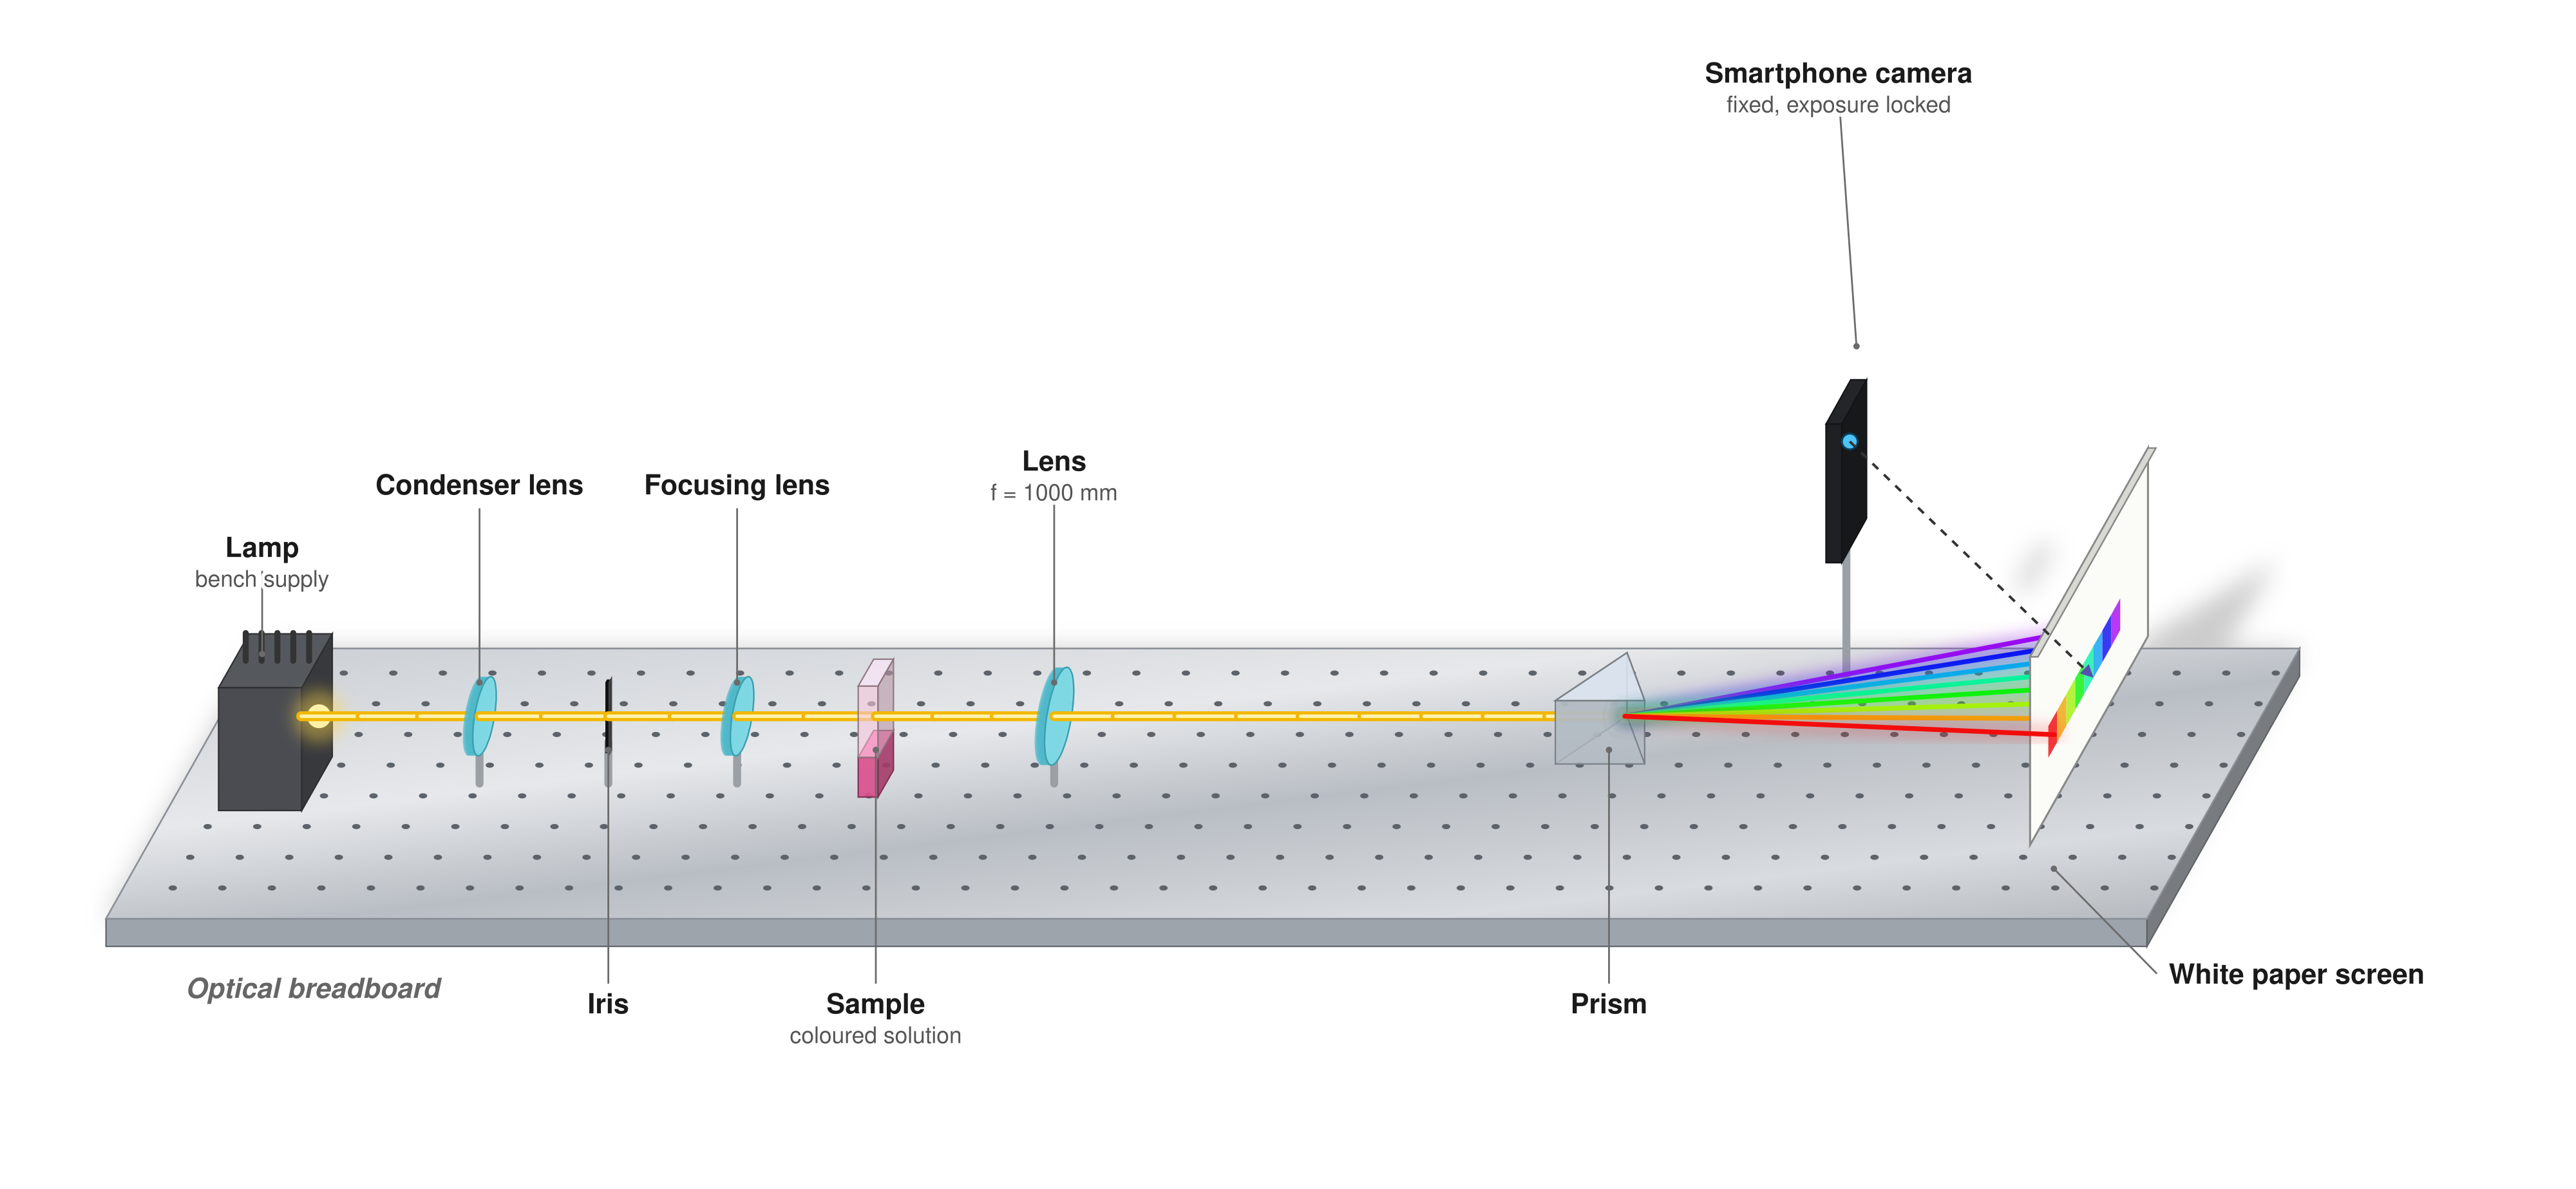 Smartphone camera
fixed, exposure locked
Lens
f = 1000 mm
Condenser lens
Focusing lens
Lamp
bench supply
White paper screen
Optical breadboard
Iris
Sample
coloured solution
Prism